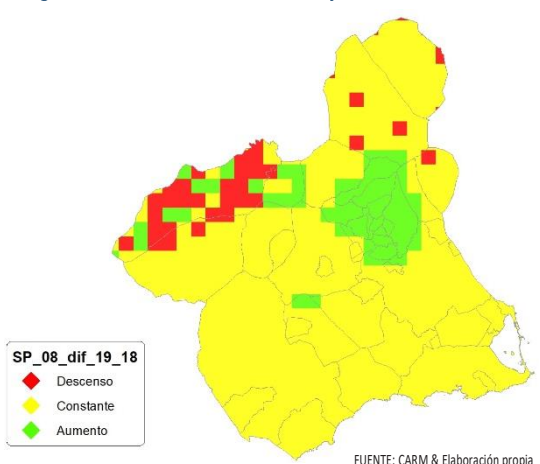 SP_08_dif_19_18
Descenso
Constante
Aumento
FUENTE: CARM & Elaboración propia